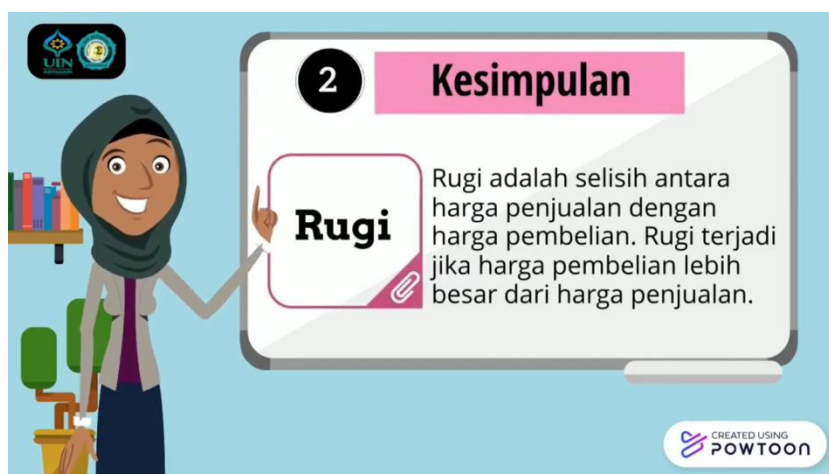 UIN
ANTASARI
2
Kesimpulan
Rugi
Rugi adalah selisih antara
harga penjualan dengan
harga pembelian. Rugi terjadi
jika harga pembelian lebih
besar dari harga penjualan.
CREATED USING
POWTOON